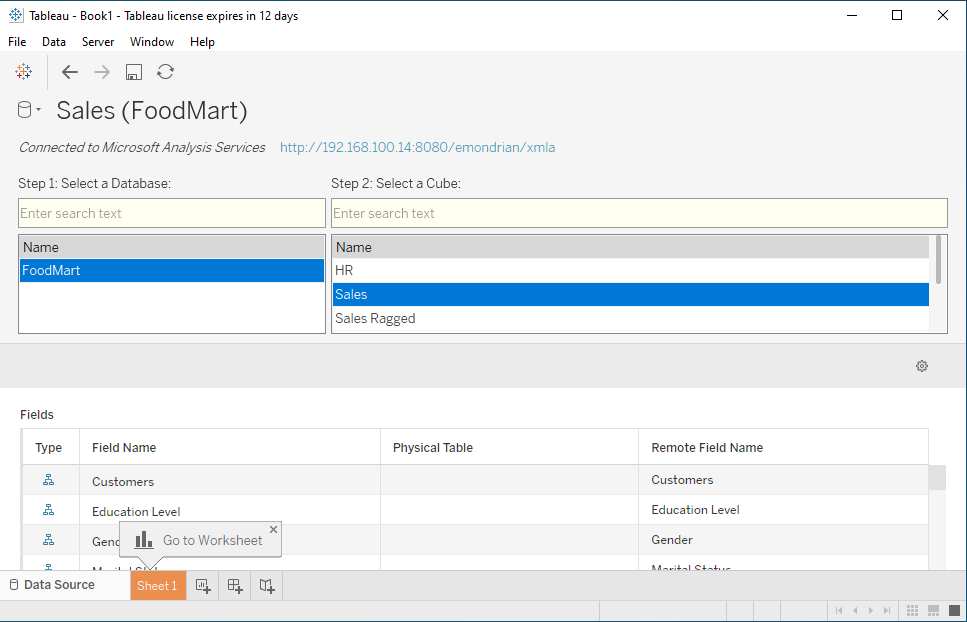 Tableau - Book1 - Tableau license expires in 12 days
File Data Server Window Help
Sales (FoodMart)
Connected to Microsoft Analysis Services http://192.168.100.14:8080/emondrian/xmla
Step 1: Select a Database: Step 2: Select a Cube:
Enter search text Enter search text
Name Name
FoodMart HR
Sales
Sales Ragged
Fields
Type Field Name Physical Table Remote Field Name
Customers Customers
Education Level Education Level
Gender
Go to Worksheet
Marital Status
Data Source Sheet 1